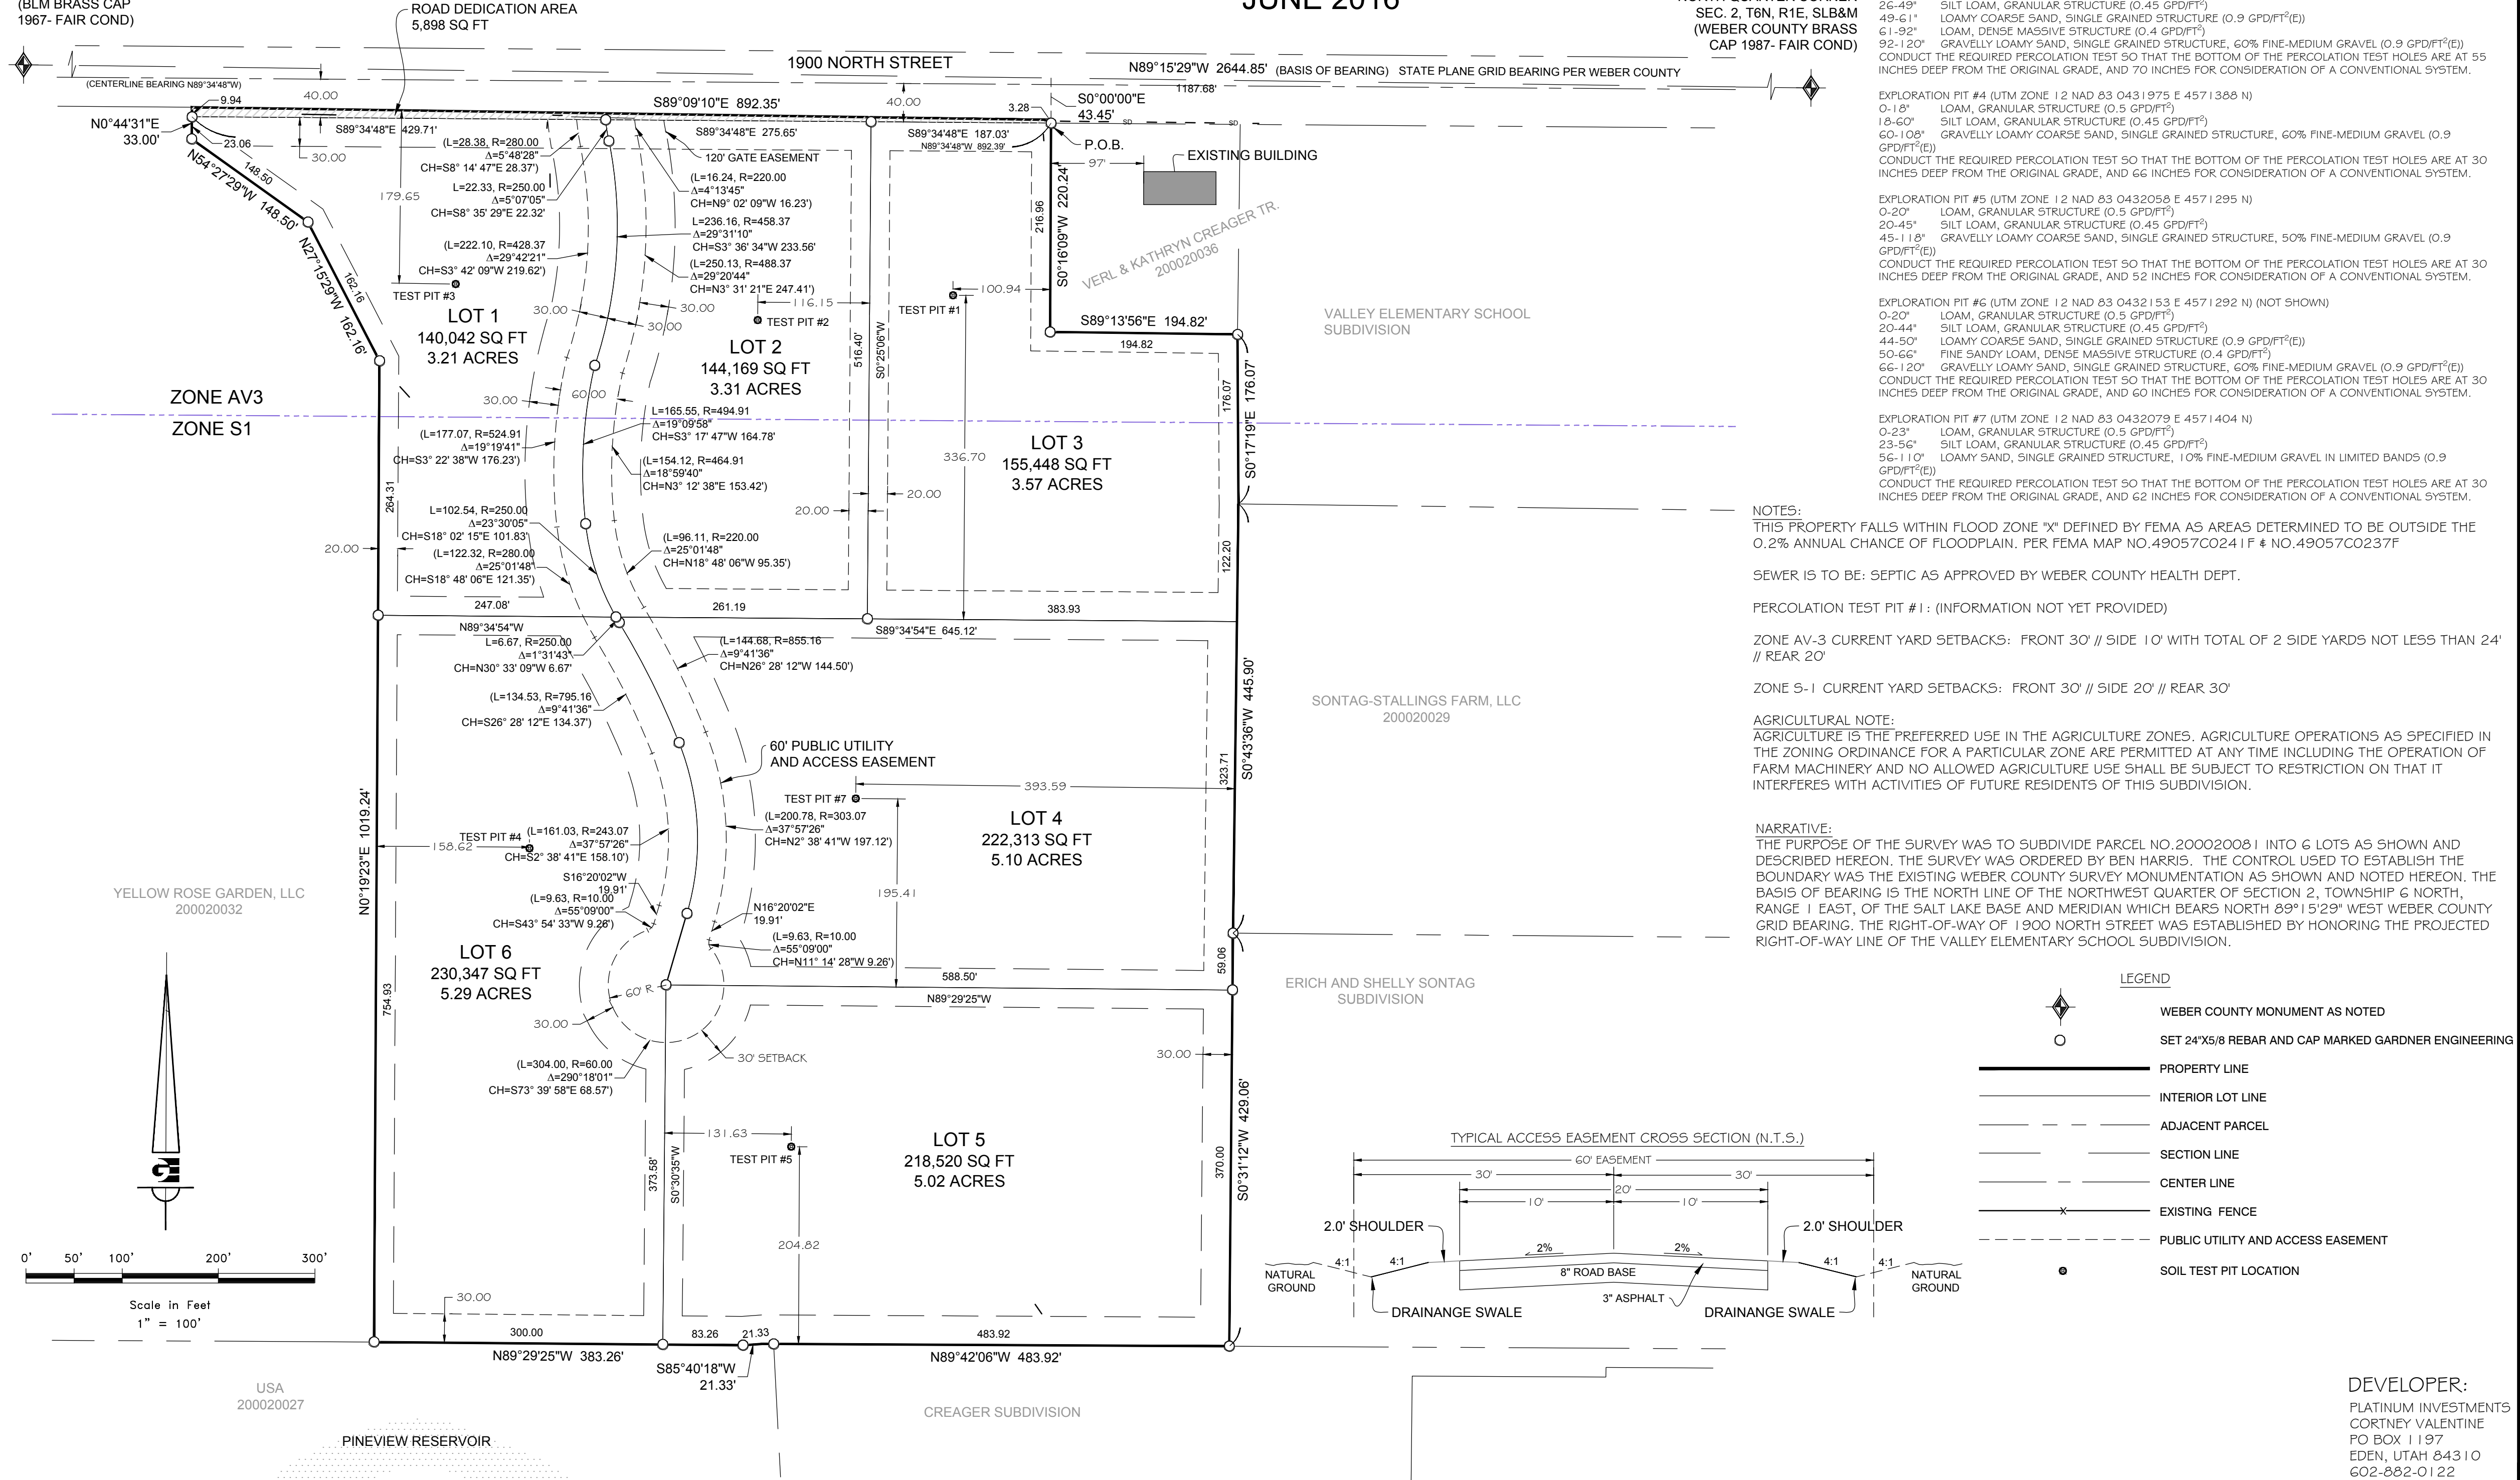 (BLM BRASS CAP
1967- FAIR COND)
ROAD DEDICATION AREA
5,898 SQ FT
JUNE 2016
NORTH QUARTER CORNER
SEC. 2, T6N, R1E, SLB&M
(WEBER COUNTY BRASS
CAP 1987- FAIR COND)
1900 NORTH STREET
N89°15'29"W 2644.85' (BASIS OF BEARING) STATE PLANE GRID BEARING PER WEBER COUNTY
1187.68'
(CENTERLINE BEARING N89°34'48"W)
40.00
40.00
9.94
S89°09'10"E 892.35'
3.28
S0°00'00"E
43.45'
N0°44'31"E
33.00'
23.06
30.00
S89°34'48"E 429.71'
S89°34'48"E 275.65'
S89°34'48"E 187.03'
N89°34'48"W 892.39'
SD
SD
P.O.B.
97'
EXISTING BUILDING
120' GATE EASEMENT
N54°27'29"W 148.50'
148.50
N27°15'29"W 162.16'
162.16
179.65
(L=28.38, R=280.00
Δ=5°48'28"
CH=S8° 14' 47"E 28.37')
L=22.33, R=250.00
Δ=5°07'05"
CH=S8° 35' 29"E 22.32'
(L=16.24, R=220.00
Δ=4°13'45"
CH=N9° 02' 09"W 16.23')
L=236.16, R=458.37
Δ=29°31'10"
CH=S3° 36' 34"W 233.56'
(L=222.10, R=428.37
Δ=29°42'21"
CH=S3° 42' 09"W 219.62')
(L=250.13, R=488.37
Δ=29°20'44"
CH=N3° 31' 21"E 247.41')
216.96
S0°16'09"W 220.24'
VERL & KATHRYN CREAGER TR.
200020036
TEST PIT #3
30.00
30.00
30.00
116.15
TEST PIT #2
100.94
TEST PIT #1
LOT 1
140,042 SQ FT
3.21 ACRES
LOT 2
144,169 SQ FT
3.31 ACRES
516.40'
S0°25'06"W
S89°13'56"E 194.82'
194.82
VALLEY ELEMENTARY SCHOOL
SUBDIVISION
176.07
S0°17'19"E 176.07'
ZONE AV3
ZONE S1
30.00
60.00
L=165.55, R=494.91
Δ=19°09'58"
CH=S3° 17' 47"W 164.78'
(L=177.07, R=524.91
Δ=19°19'41"
CH=S3° 22' 38"W 176.23')
(L=154.12, R=464.91
Δ=18°59'40"
CH=N3° 12' 38"E 153.42')
LOT 3
155,448 SQ FT
3.57 ACRES
336.70
20.00
20.00
264.31
20.00
L=102.54, R=250.00
Δ=23°30'05"
CH=S18° 02' 15"E 101.83'
(L=122.32, R=280.00
Δ=25°01'48"
CH=S18° 48' 06"E 121.35')
(L=96.11, R=220.00
Δ=25°01'48"
CH=N18° 48' 06"W 95.35')
122.20
247.08'
261.19
383.93
N89°34'54"W
S89°34'54"E 645.12'
L=6.67, R=250.00
Δ=1°31'43"
CH=N30° 33' 09"W 6.67'
(L=144.68, R=855.16
Δ=9°41'36"
CH=N26° 28' 12"W 144.50')
(L=134.53, R=795.16
Δ=9°41'36"
CH=S26° 28' 12"E 134.37')
60' PUBLIC UTILITY
AND ACCESS EASEMENT
393.59
TEST PIT #7
323.71
S0°43'36"W 445.90'
SONTAG-STALLINGS FARM, LLC
200020029
N0°19'23"E 1019.24'
TEST PIT #4
158.62
(L=161.03, R=243.07
Δ=37°57'26"
CH=S2° 38' 41"E 158.10')
(L=200.78, R=303.07
Δ=37°57'26"
CH=N2° 38' 41"W 197.12')
LOT 4
222,313 SQ FT
5.10 ACRES
YELLOW ROSE GARDEN, LLC
200020032
S16°20'02"W
19.91'
(L=9.63, R=10.00
Δ=55°09'00"
CH=S43° 54' 33"W 9.26')
N16°20'02"E
19.91'
(L=9.63, R=10.00
Δ=55°09'00"
CH=N11° 14' 28"W 9.26')
195.41
59.06
LOT 6
230,347 SQ FT
5.29 ACRES
754.93
60' R
30.00
588.50'
N89°29'25"W
ERICH AND SHELLY SONTAG
SUBDIVISION
30' SETBACK
30.00
(L=304.00, R=60.00
Δ=290°18'01"
CH=S73° 39' 58"E 68.57')
131.63
TEST PIT #5
373.58'
S0°30'35"W
LOT 5
218,520 SQ FT
5.02 ACRES
370.00
S0°31'12"W 429.06'
204.82
30.00
300.00
83.26
21.33
483.92
N89°29'25"W 383.26'
S85°40'18"W
21.33'
N89°42'06"W 483.92'
0' 50' 100' 200' 300'
Scale in Feet
1" = 100'
USA
200020027
PINEVIEW RESERVOIR
CREAGER SUBDIVISION
TYPICAL ACCESS EASEMENT CROSS SECTION (N.T.S.)
60' EASEMENT
30' 30'
20'
10' 10'
2.0' SHOULDER
2.0' SHOULDER
2% 2%
4:1 4:1 4:1 4:1
NATURAL
GROUND
8" ROAD BASE
3" ASPHALT
NATURAL
GROUND
DRAINANGE SWALE
DRAINANGE SWALE
26-49" SILT LOAM, GRANULAR STRUCTURE (0.45 GPD/FT²)
49-61" LOAMY COARSE SAND, SINGLE GRAINED STRUCTURE (0.9 GPD/FT²(E))
61-92" LOAM, DENSE MASSIVE STRUCTURE (0.4 GPD/FT²)
92-120" GRAVELLY LOAMY SAND, SINGLE GRAINED STRUCTURE, 60% FINE-MEDIUM GRAVEL (0.9 GPD/FT²(E))
CONDUCT THE REQUIRED PERCOLATION TEST SO THAT THE BOTTOM OF THE PERCOLATION TEST HOLES ARE AT 55
INCHES DEEP FROM THE ORIGINAL GRADE, AND 70 INCHES FOR CONSIDERATION OF A CONVENTIONAL SYSTEM.
EXPLORATION PIT #4 (UTM ZONE 12 NAD 83 0431975 E 4571388 N)
0-18" LOAM, GRANULAR STRUCTURE (0.5 GPD/FT²)
18-60" SILT LOAM, GRANULAR STRUCTURE (0.45 GPD/FT²)
60-108" GRAVELLY LOAMY COARSE SAND, SINGLE GRAINED STRUCTURE, 60% FINE-MEDIUM GRAVEL (0.9
GPD/FT²(E))
CONDUCT THE REQUIRED PERCOLATION TEST SO THAT THE BOTTOM OF THE PERCOLATION TEST HOLES ARE AT 30
INCHES DEEP FROM THE ORIGINAL GRADE, AND 66 INCHES FOR CONSIDERATION OF A CONVENTIONAL SYSTEM.
EXPLORATION PIT #5 (UTM ZONE 12 NAD 83 0432058 E 4571295 N)
0-20" LOAM, GRANULAR STRUCTURE (0.5 GPD/FT²)
20-45" SILT LOAM, GRANULAR STRUCTURE (0.45 GPD/FT²)
45-118" GRAVELLY LOAMY COARSE SAND, SINGLE GRAINED STRUCTURE, 50% FINE-MEDIUM GRAVEL (0.9
GPD/FT²(E))
CONDUCT THE REQUIRED PERCOLATION TEST SO THAT THE BOTTOM OF THE PERCOLATION TEST HOLES ARE AT 30
INCHES DEEP FROM THE ORIGINAL GRADE, AND 52 INCHES FOR CONSIDERATION OF A CONVENTIONAL SYSTEM.
EXPLORATION PIT #6 (UTM ZONE 12 NAD 83 0432153 E 4571292 N) (NOT SHOWN)
0-20" LOAM, GRANULAR STRUCTURE (0.5 GPD/FT²)
20-44" SILT LOAM, GRANULAR STRUCTURE (0.45 GPD/FT²)
44-50" LOAMY COARSE SAND, SINGLE GRAINED STRUCTURE (0.9 GPD/FT²(E))
50-66" FINE SANDY LOAM, DENSE MASSIVE STRUCTURE (0.4 GPD/FT²)
66-120" GRAVELLY LOAMY SAND, SINGLE GRAINED STRUCTURE, 60% FINE-MEDIUM GRAVEL (0.9 GPD/FT²(E))
CONDUCT THE REQUIRED PERCOLATION TEST SO THAT THE BOTTOM OF THE PERCOLATION TEST HOLES ARE AT 30
INCHES DEEP FROM THE ORIGINAL GRADE, AND 60 INCHES FOR CONSIDERATION OF A CONVENTIONAL SYSTEM.
EXPLORATION PIT #7 (UTM ZONE 12 NAD 83 0432079 E 4571404 N)
0-23" LOAM, GRANULAR STRUCTURE (0.5 GPD/FT²)
23-56" SILT LOAM, GRANULAR STRUCTURE (0.45 GPD/FT²)
56-110" LOAMY SAND, SINGLE GRAINED STRUCTURE, 10% FINE-MEDIUM GRAVEL IN LIMITED BANDS (0.9
GPD/FT²(E))
CONDUCT THE REQUIRED PERCOLATION TEST SO THAT THE BOTTOM OF THE PERCOLATION TEST HOLES ARE AT 30
INCHES DEEP FROM THE ORIGINAL GRADE, AND 62 INCHES FOR CONSIDERATION OF A CONVENTIONAL SYSTEM.
NOTES:
THIS PROPERTY FALLS WITHIN FLOOD ZONE "X" DEFINED BY FEMA AS AREAS DETERMINED TO BE OUTSIDE THE
0.2% ANNUAL CHANCE OF FLOODPLAIN. PER FEMA MAP NO.49057C0241F & NO.49057C0237F
SEWER IS TO BE: SEPTIC AS APPROVED BY WEBER COUNTY HEALTH DEPT.
PERCOLATION TEST PIT #1: (INFORMATION NOT YET PROVIDED)
ZONE AV-3 CURRENT YARD SETBACKS: FRONT 30' // SIDE 10' WITH TOTAL OF 2 SIDE YARDS NOT LESS THAN 24'
// REAR 20'
ZONE S-1 CURRENT YARD SETBACKS: FRONT 30' // SIDE 20' // REAR 30'
AGRICULTURAL NOTE:
AGRICULTURE IS THE PREFERRED USE IN THE AGRICULTURE ZONES. AGRICULTURE OPERATIONS AS SPECIFIED IN
THE ZONING ORDINANCE FOR A PARTICULAR ZONE ARE PERMITTED AT ANY TIME INCLUDING THE OPERATION OF
FARM MACHINERY AND NO ALLOWED AGRICULTURE USE SHALL BE SUBJECT TO RESTRICTION ON THAT IT
INTERFERES WITH ACTIVITIES OF FUTURE RESIDENTS OF THIS SUBDIVISION.
NARRATIVE:
THE PURPOSE OF THE SURVEY WAS TO SUBDIVIDE PARCEL NO.200020081 INTO 6 LOTS AS SHOWN AND
DESCRIBED HEREON. THE SURVEY WAS ORDERED BY BEN HARRIS. THE CONTROL USED TO ESTABLISH THE
BOUNDARY WAS THE EXISTING WEBER COUNTY SURVEY MONUMENTATION AS SHOWN AND NOTED HEREON. THE
BASIS OF BEARING IS THE NORTH LINE OF THE NORTHWEST QUARTER OF SECTION 2, TOWNSHIP 6 NORTH,
RANGE 1 EAST, OF THE SALT LAKE BASE AND MERIDIAN WHICH BEARS NORTH 89°15'29" WEST WEBER COUNTY
GRID BEARING. THE RIGHT-OF-WAY OF 1900 NORTH STREET WAS ESTABLISHED BY HONORING THE PROJECTED
RIGHT-OF-WAY LINE OF THE VALLEY ELEMENTARY SCHOOL SUBDIVISION.
LEGEND
WEBER COUNTY MONUMENT AS NOTED
SET 24"X5/8 REBAR AND CAP MARKED GARDNER ENGINEERING
PROPERTY LINE
INTERIOR LOT LINE
ADJACENT PARCEL
SECTION LINE
CENTER LINE
X EXISTING FENCE
PUBLIC UTILITY AND ACCESS EASEMENT
SOIL TEST PIT LOCATION
DEVELOPER:
PLATINUM INVESTMENTS
CORTNEY VALENTINE
PO BOX 1197
EDEN, UTAH 84310
602-882-0122